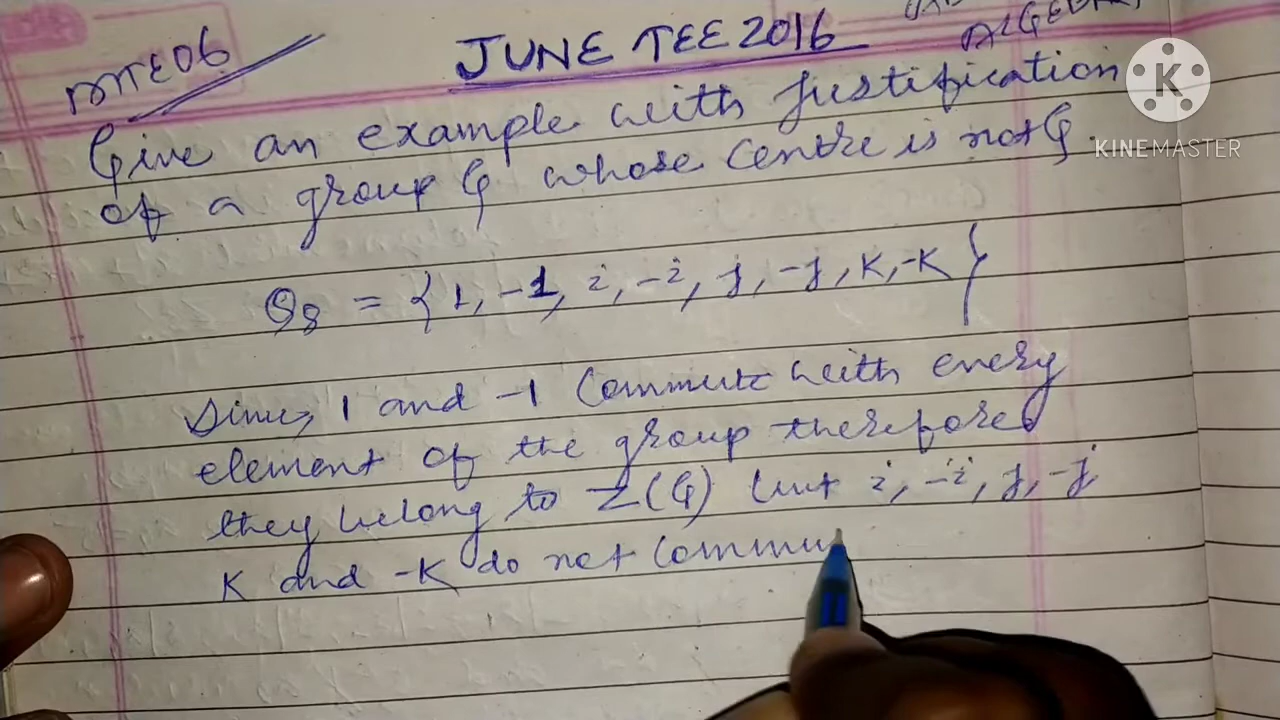 MTE06
JUNE TEE 2016
Give an example with justification
of a group G whose centre is not G.
Q8 = {1, -1, i, -i, j, -j, K, -K}
Since, 1 and -1 Commute with every
element of the group therefore
they belong to Z(G) but i, -i, j, -j
K and -K do not Commu
K
KINEMASTER